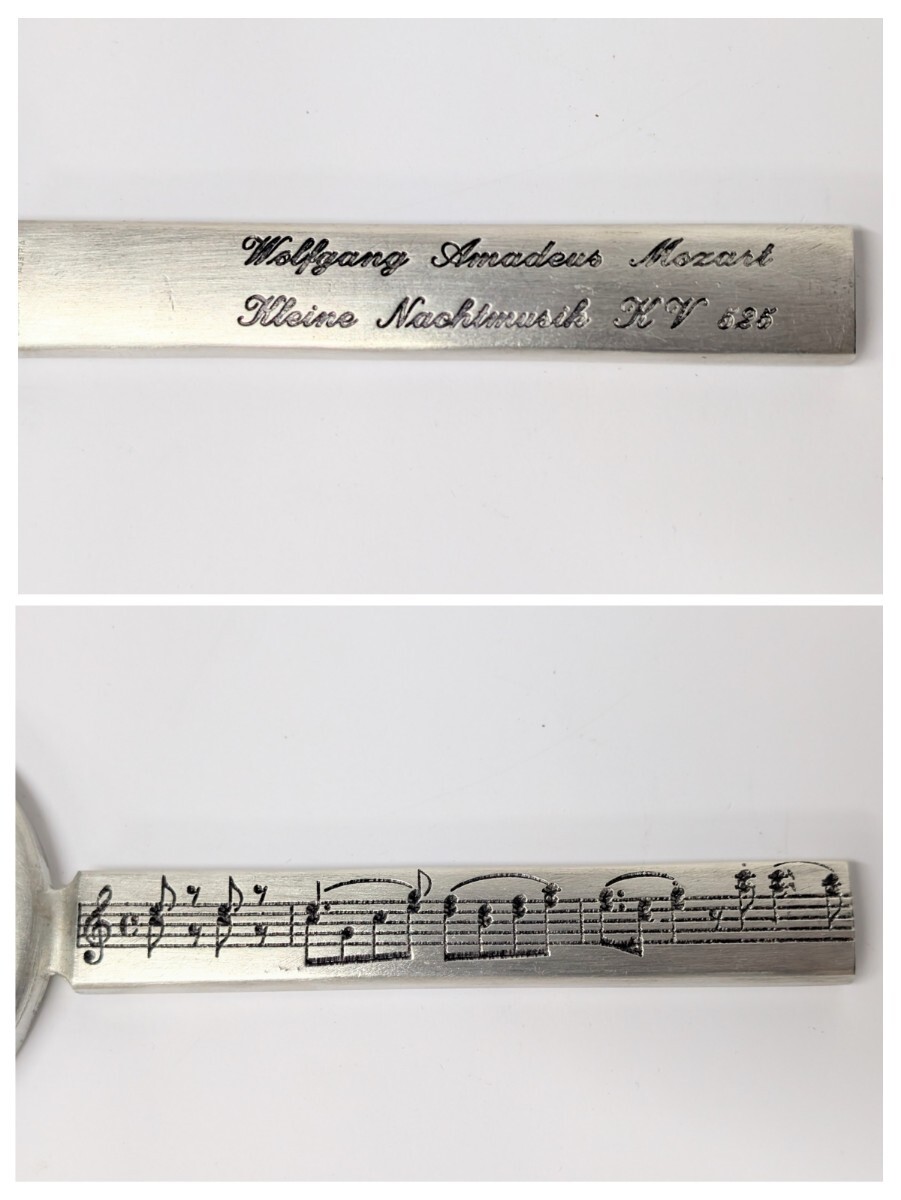 Wolfgang Amadeus Mozart
Kleine Nachtmusik KV 525